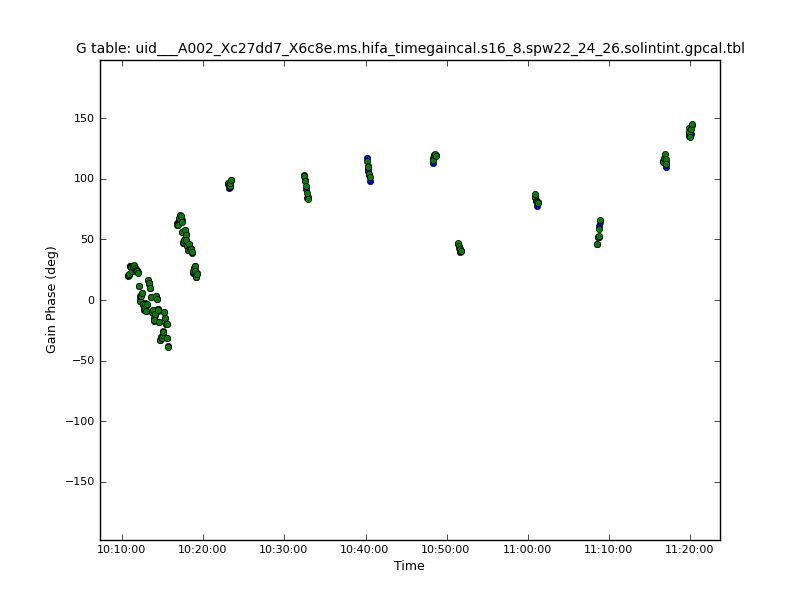 G table: uid___A002_Xc27dd7_X6c8e.ms.hifa_timegaincal.s16_8.spw22_24_26.solintint.gpcal.tbl
150
100
50
0
−50
−100
−150
Gain Phase (deg)
10:10:00 10:20:00 10:30:00 10:40:00 10:50:00 11:00:00 11:10:00 11:20:00
Time